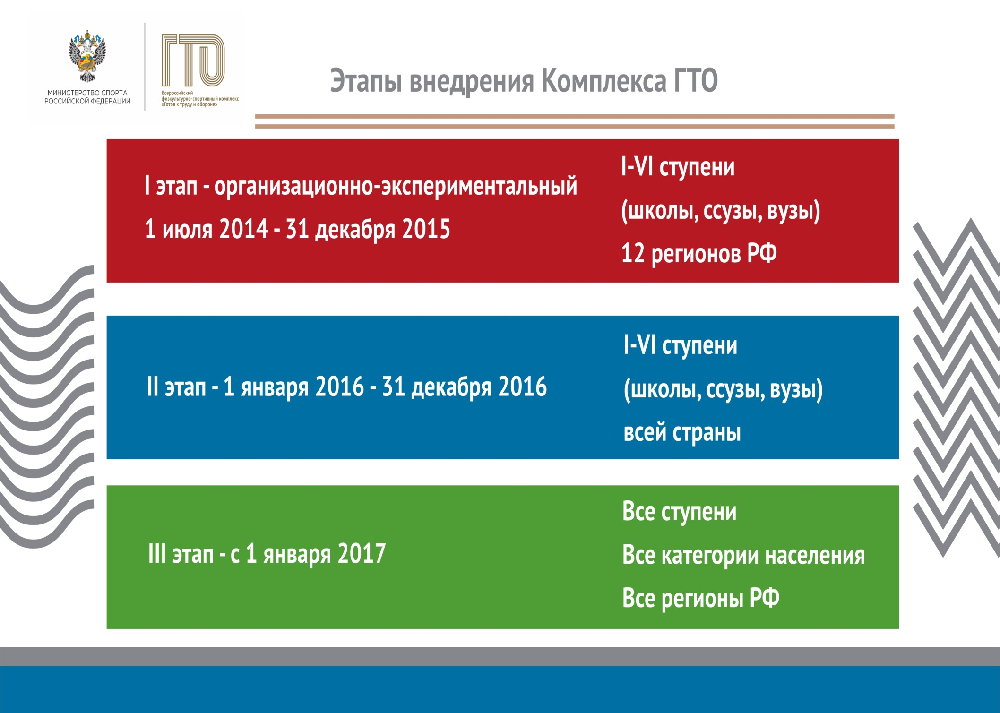 МИНИСТЕРСТВО СПОРТА
РОССИЙСКОЙ ФЕДЕРАЦИИ
ГТО
Всероссийский
физкультурно-спортивный комплекс
«Готов к труду и обороне»
Этапы внедрения Комплекса ГТО
I этап - организационно-экспериментальный
1 июля 2014 - 31 декабря 2015
I-VI ступени
(школы, ссузы, вузы)
12 регионов РФ
II этап - 1 января 2016 - 31 декабря 2016
I-VI ступени
(школы, ссузы, вузы)
всей страны
III этап - с 1 января 2017
Все ступени
Все категории населения
Все регионы РФ